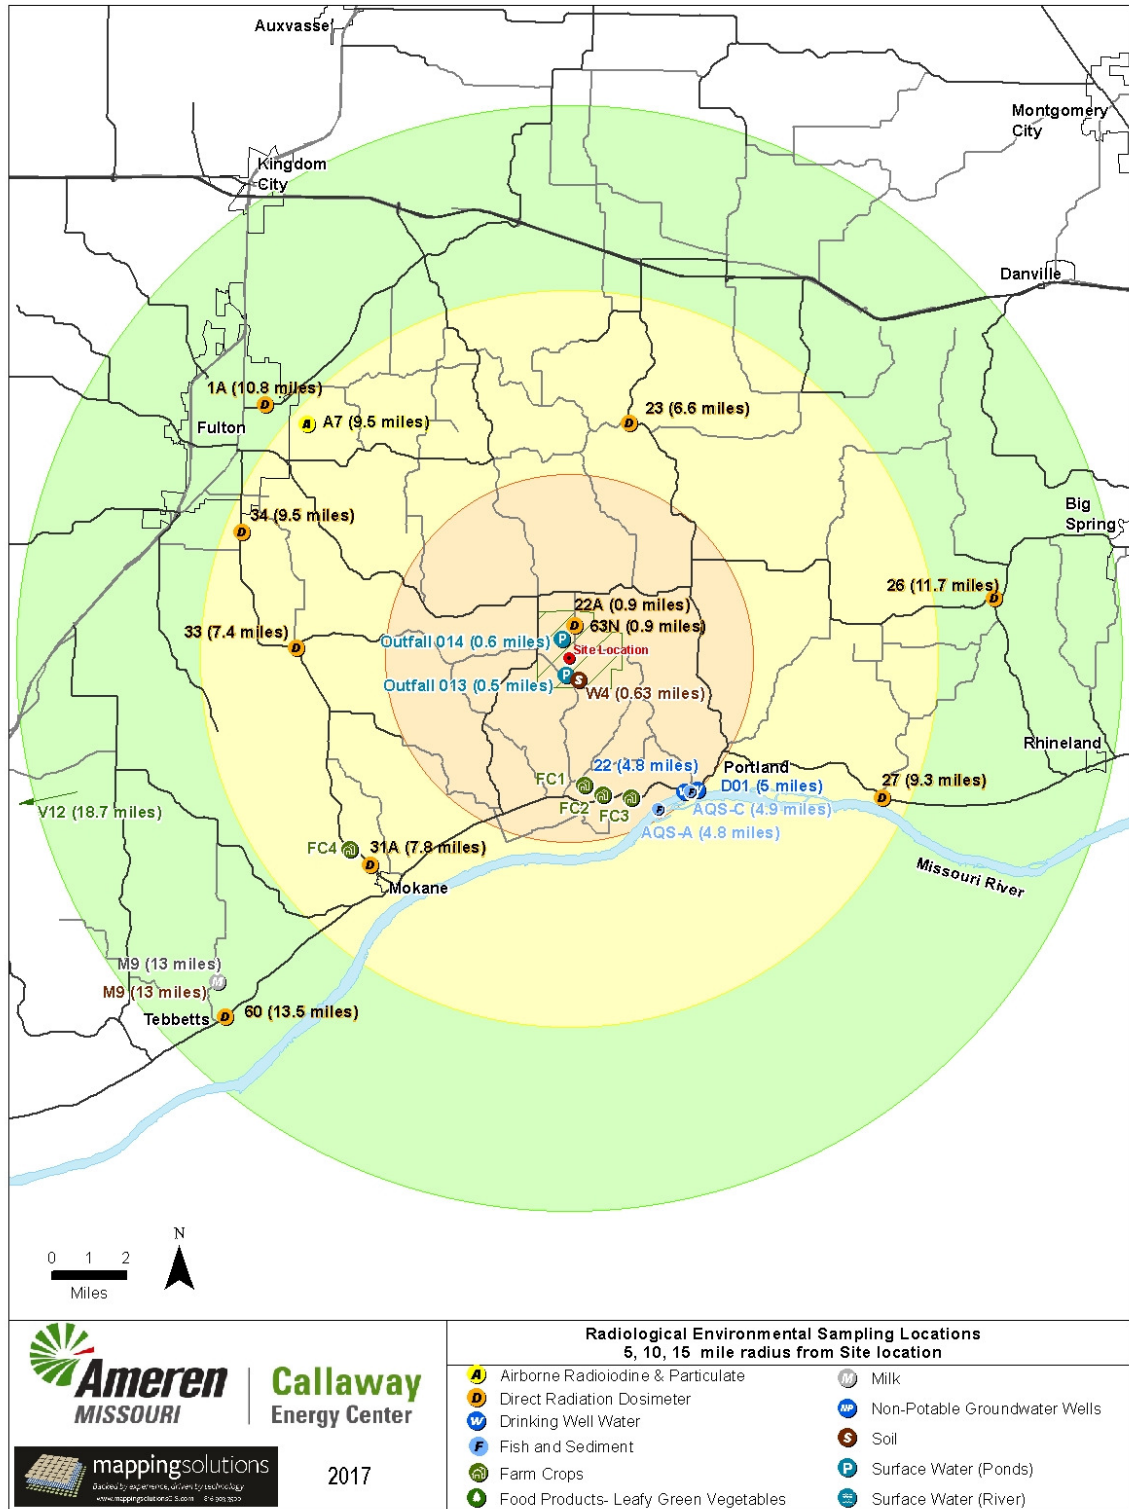 Auxvasse
Montgomery
City
Kingdom
City
Danville
1A (10.8 miles)
Fulton
A7 (9.5 miles)
23 (6.6 miles)
34 (9.5 miles)
Big
Spring
26 (11.7 miles)
22A (0.9 miles)
63N (0.9 miles)
33 (7.4 miles)
Outfall 014 (0.6 miles)
Site Location
Outfall 013 (0.5 miles)
W4 (0.63 miles)
Rhineland
22 (4.8 miles)
Portland
D01 (5 miles)
27 (9.3 miles)
FC1
FC2
FC3
AQS-C (4.9 miles)
AQS-A (4.8 miles)
V12 (18.7 miles)
FC4
31A (7.8 miles)
Mokane
Missouri River
M9 (13 miles)
M9 (13 miles)
Tebbetts
60 (13.5 miles)
N
0 1 2
Miles
Radiological Environmental Sampling Locations
5, 10, 15 mile radius from Site location
Ameren
MISSOURI
Callaway
Energy Center
A Airborne Radioiodine & Particulate
D Direct Radiation Dosimeter
W Drinking Well Water
F Fish and Sediment
Farm Crops
Food Products- Leafy Green Vegetables
M Milk
NP Non-Potable Groundwater Wells
S Soil
P Surface Water (Ponds)
Surface Water (River)
mappingsolutions
Backed by experience, driven by technology
2017